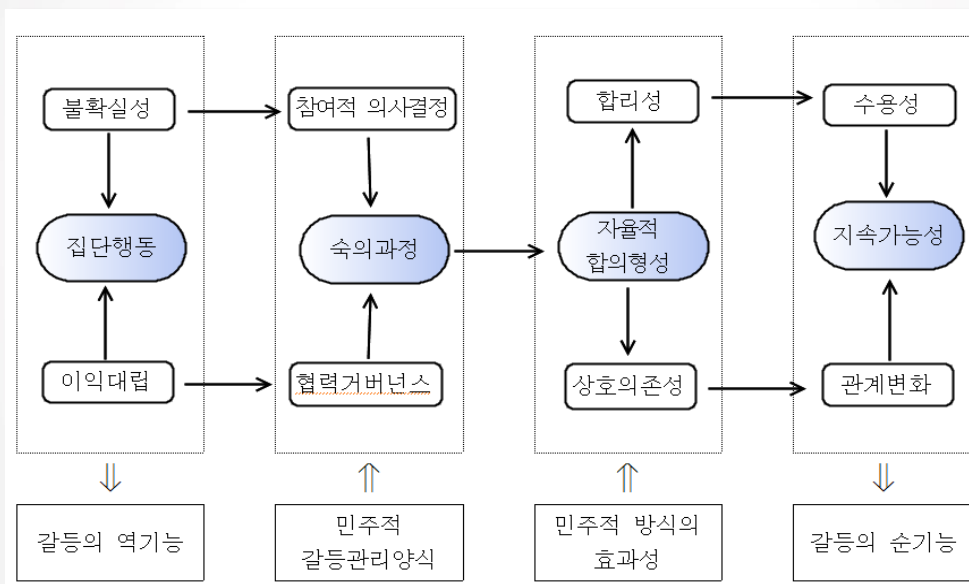 불확실성
참여적 의사결정
합리성
수용성
집단행동
숙의과정
자율적
합의형성
지속가능성
이익대립
협력거버넌스
상호의존성
관계변화
갈등의 역기능
민주적
갈등관리양식
민주적 방식의
효과성
갈등의 순기능